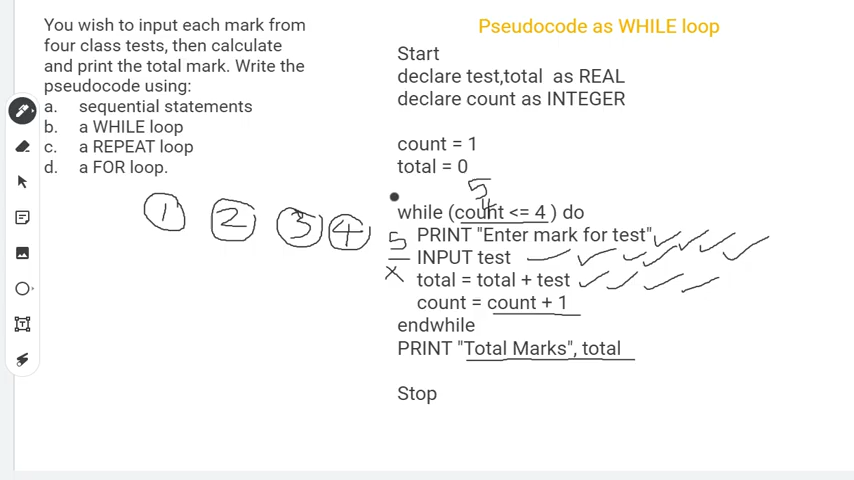 You wish to input each mark from
four class tests, then calculate
and print the total mark. Write the
pseudocode using:
a. sequential statements
b. a WHILE loop
c. a REPEAT loop
d. a FOR loop.
1 2 3 4
Pseudocode as WHILE loop
Start
declare test,total as REAL
declare count as INTEGER
count = 1
total = 0
5
4
while (count <= 4 ) do
PRINT "Enter mark for test"
5
INPUT test
x
total = total + test
count = count + 1
endwhile
PRINT "Total Marks", total
Stop